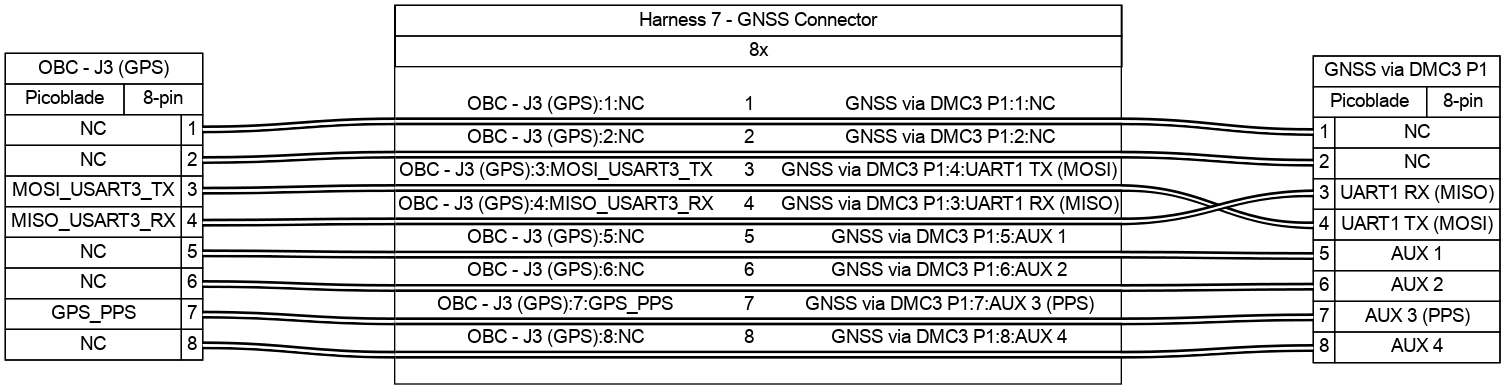 Harness 7 - GNSS Connector
8x
OBC - J3 (GPS)
Picoblade 8-pin
NC 1
NC 2
MOSI_USART3_TX 3
MISO_USART3_RX 4
NC 5
NC 6
GPS_PPS 7
NC 8
OBC - J3 (GPS):1:NC 1 GNSS via DMC3 P1:1:NC
OBC - J3 (GPS):2:NC 2 GNSS via DMC3 P1:2:NC
OBC - J3 (GPS):3:MOSI_USART3_TX 3 GNSS via DMC3 P1:4:UART1 TX (MOSI)
OBC - J3 (GPS):4:MISO_USART3_RX 4 GNSS via DMC3 P1:3:UART1 RX (MISO)
OBC - J3 (GPS):5:NC 5 GNSS via DMC3 P1:5:AUX 1
OBC - J3 (GPS):6:NC 6 GNSS via DMC3 P1:6:AUX 2
OBC - J3 (GPS):7:GPS_PPS 7 GNSS via DMC3 P1:7:AUX 3 (PPS)
OBC - J3 (GPS):8:NC 8 GNSS via DMC3 P1:8:AUX 4
GNSS via DMC3 P1
Picoblade 8-pin
1 NC
2 NC
3 UART1 RX (MISO)
4 UART1 TX (MOSI)
5 AUX 1
6 AUX 2
7 AUX 3 (PPS)
8 AUX 4